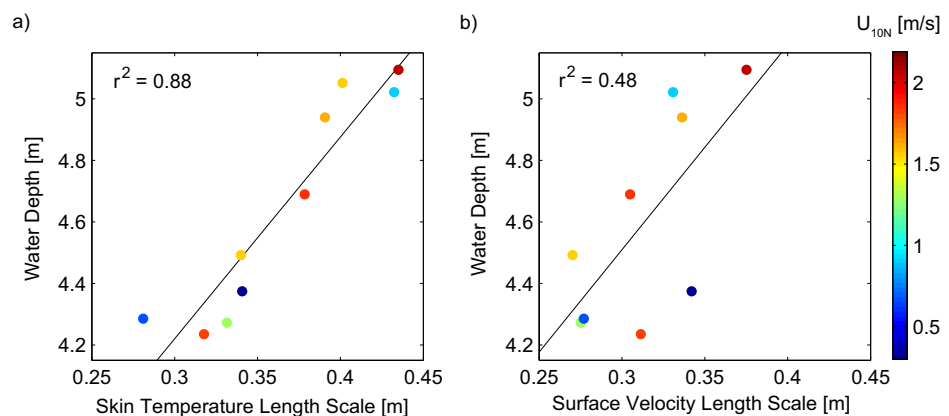 a)
b)
U10N [m/s]
r2 = 0.88
r2 = 0.48
Water Depth [m]
5
4.8
4.6
4.4
4.2
0.25 0.3 0.35 0.4 0.45
Skin Temperature Length Scale [m]
Water Depth [m]
5
4.8
4.6
4.4
4.2
0.25 0.3 0.35 0.4 0.45
Surface Velocity Length Scale [m]
2
1.5
1
0.5